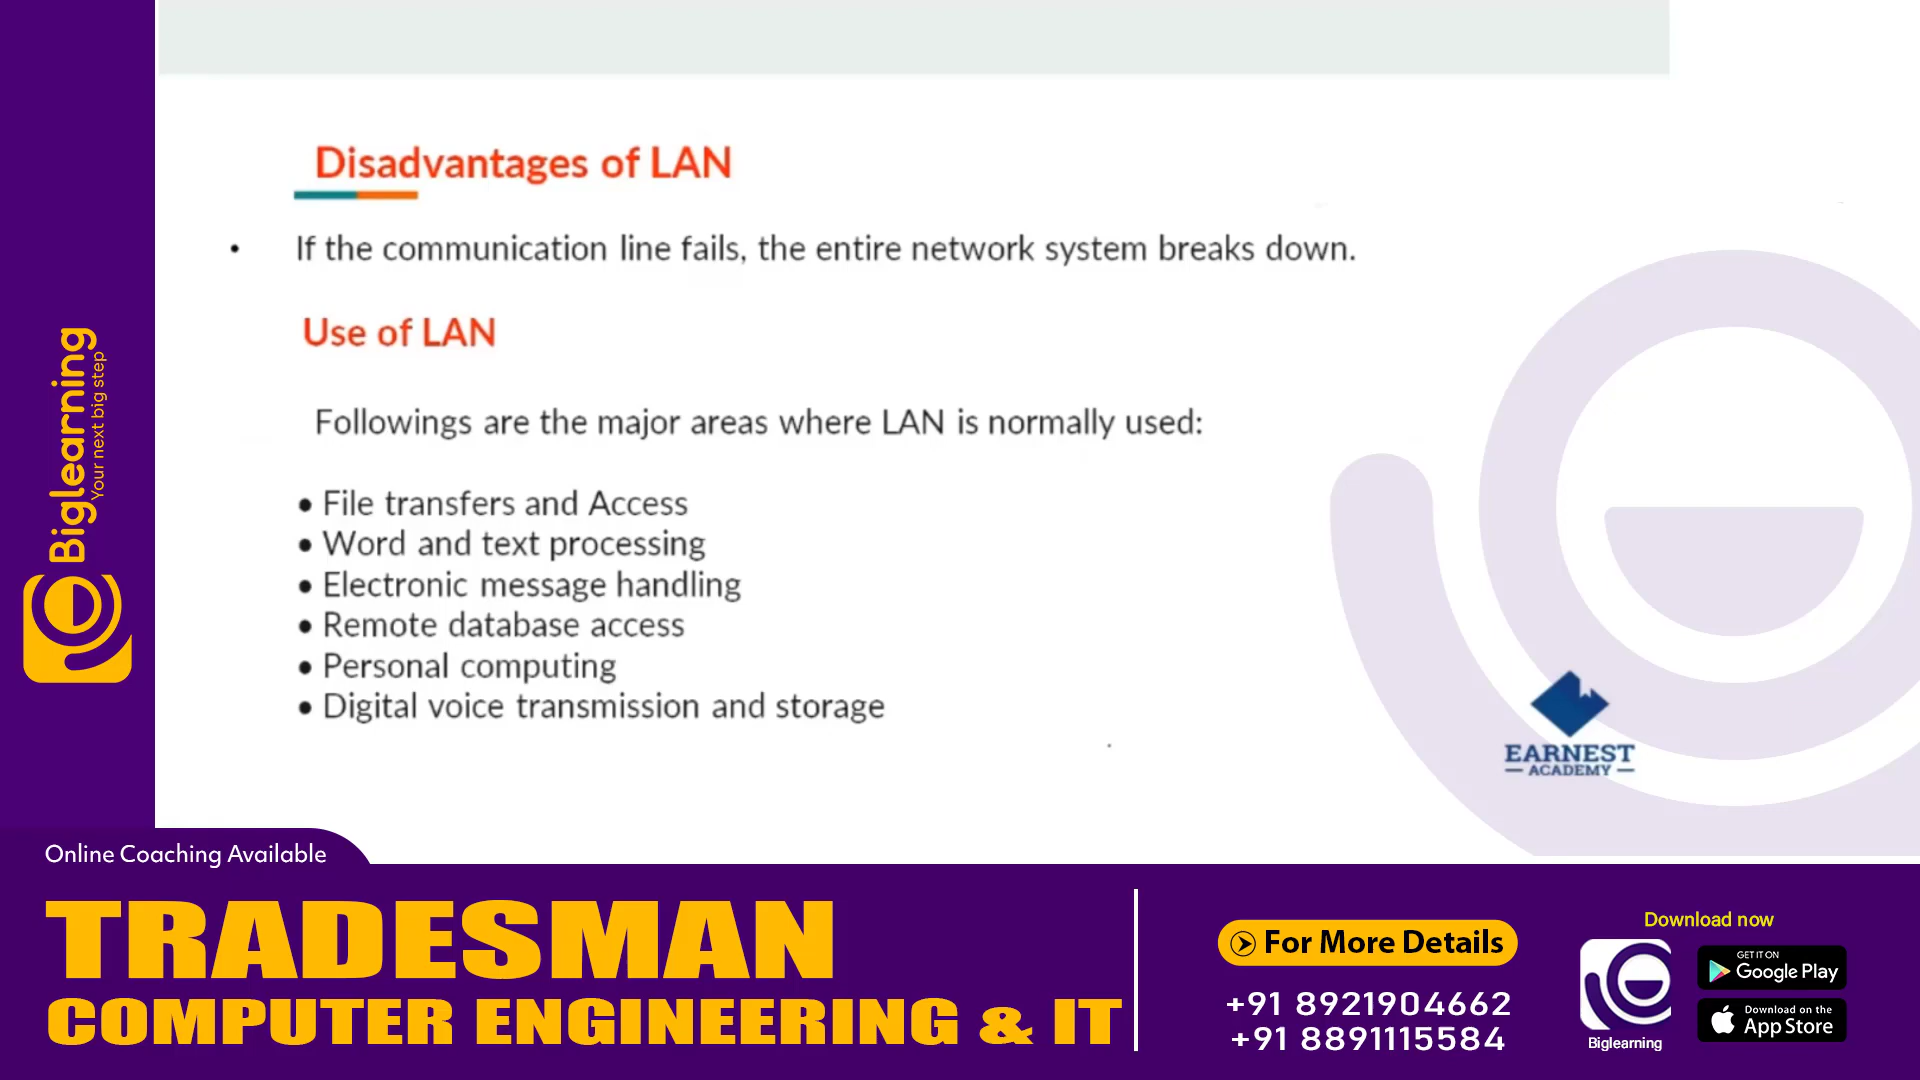 Disadvantages of LAN
• If the communication line fails, the entire network system breaks down.
Use of LAN
Followings are the major areas where LAN is normally used:
• File transfers and Access
• Word and text processing
• Electronic message handling
• Remote database access
• Personal computing
• Digital voice transmission and storage
EARNEST
ACADEMY
Biglearning
Your next big step
Online Coaching Available
TRADESMAN
COMPUTER ENGINEERING & IT
For More Details
+91 8921904662
+91 8891115584
Download now
Biglearning
GET IT ON
Google Play
Download on the
App Store